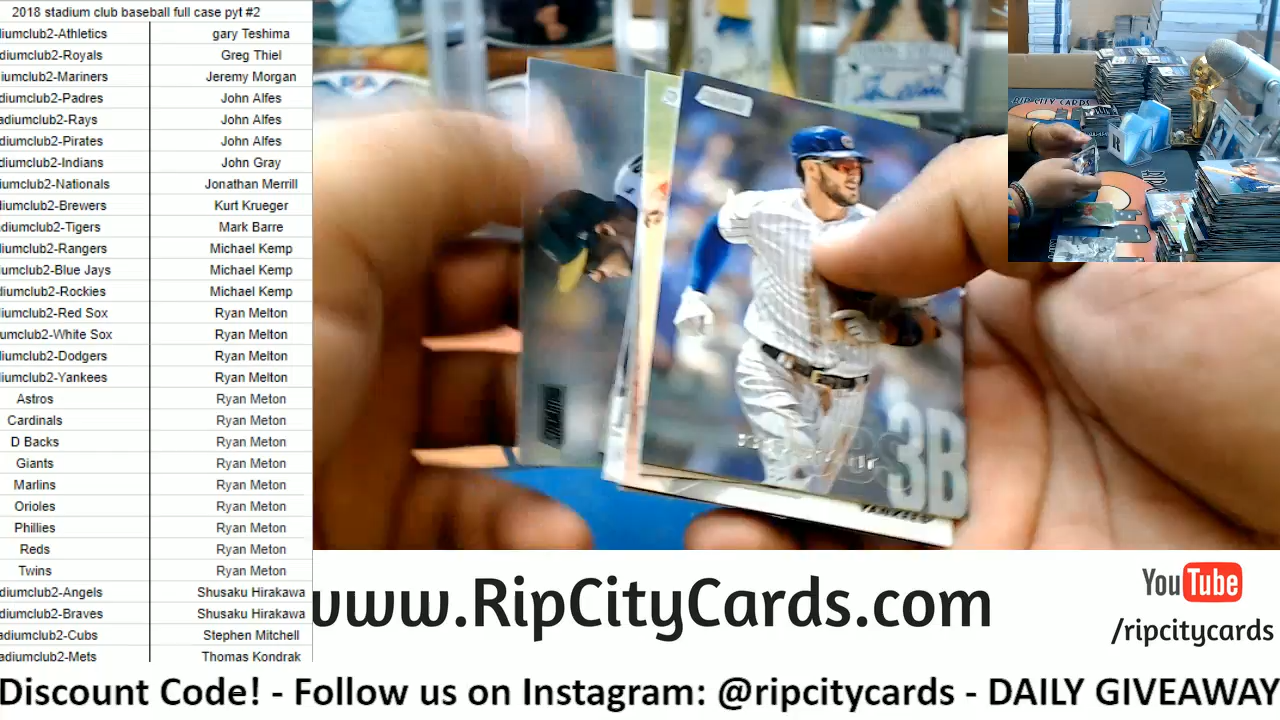 2018 stadium club baseball full case pyt #2
diumclub2-Athletics gary Teshima
diumclub2-Royals Greg Thiel
iumclub2-Mariners Jeremy Morgan
diumclub2-Padres John Alfes
adiumclub2-Rays John Alfes
diumclub2-Pirates John Alfes
diumclub2-Indians John Gray
iumclub2-Nationals Jonathan Merrill
iumclub2-Brewers Kurt Krueger
adiumclub2-Tigers Mark Barre
diumclub2-Rangers Michael Kemp
iumclub2-Blue Jays Michael Kemp
diumclub2-Rockies Michael Kemp
diumclub2-Red Sox Ryan Melton
umclub2-White Sox Ryan Melton
iumclub2-Dodgers Ryan Melton
diumclub2-Yankees Ryan Melton
Astros Ryan Meton
Cardinals Ryan Meton
D Backs Ryan Meton
Giants Ryan Meton
Marlins Ryan Meton
Orioles Ryan Meton
Phillies Ryan Meton
Reds Ryan Meton
Twins Ryan Meton
diumclub2-Angels Shusaku Hirakawa
diumclub2-Braves Shusaku Hirakawa
adiumclub2-Cubs Stephen Mitchell
adiumclub2-Mets Thomas Kondrak
3B
YANKEES
RIP CITY CARDS
www.RipCityCards.com
YouTube
/ripcitycards
Discount Code! - Follow us on Instagram: @ripcitycards - DAILY GIVEAWAY